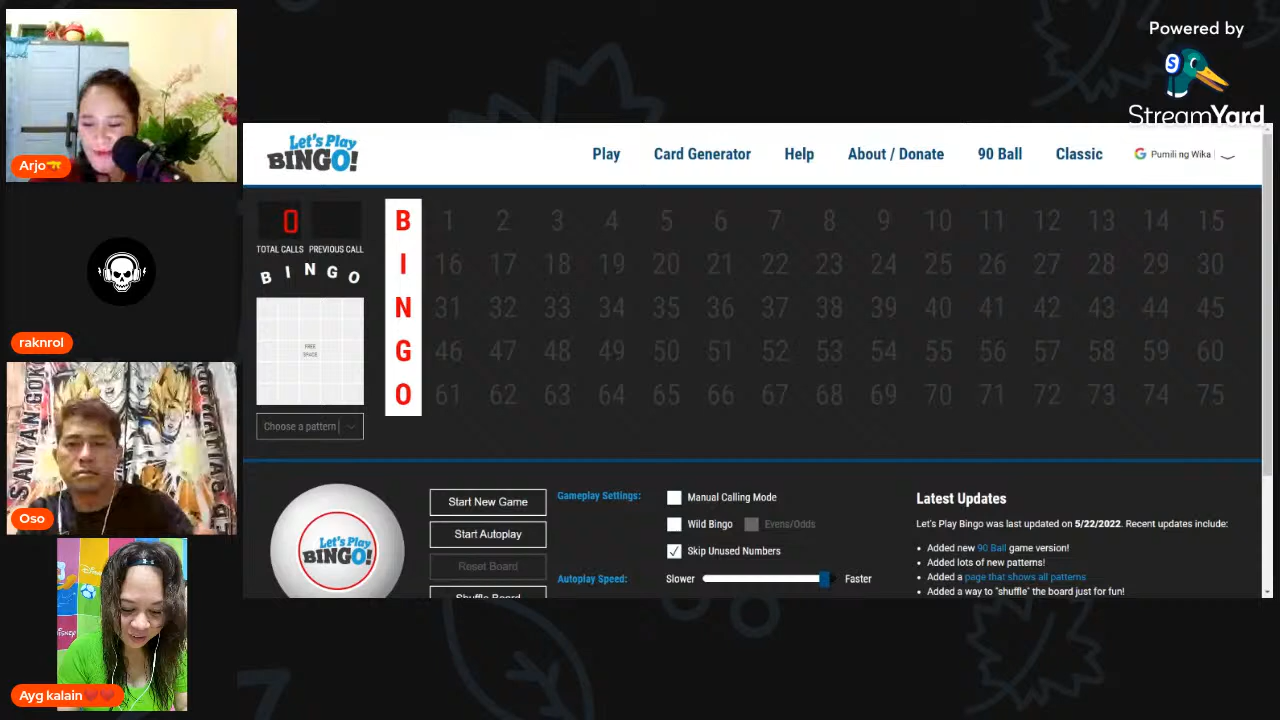 Powered by
StreamYard
Arjo
raknrol
SAIYAN GOK
Oso
DISNEY
Ayg kalain
Let's Play
BINGO!
Play
Card Generator
Help
About / Donate
90 Ball
Classic
Pumili ng Wika
0
TOTAL CALLS
PREVIOUS CALL
BINGO
FREE
SPACE
Choose a pattern
B 1 2 3 4 5 6 7 8 9 10 11 12 13 14 15
I 16 17 18 19 20 21 22 23 24 25 26 27 28 29 30
N 31 32 33 34 35 36 37 38 39 40 41 42 43 44 45
G 46 47 48 49 50 51 52 53 54 55 56 57 58 59 60
O 61 62 63 64 65 66 67 68 69 70 71 72 73 74 75
Let's Play
BINGO!
Start New Game
Start Autoplay
Reset Board
Shuffle Board
Gameplay Settings:
Manual Calling Mode
Wild Bingo
Evens/Odds
Skip Unused Numbers
Autoplay Speed:
Slower
Faster
Latest Updates
Let's Play Bingo was last updated on 5/22/2022. Recent updates include:
Added new 90 Ball game version!
Added lots of new patterns!
Added a page that shows all patterns
Added a way to "shuffle" the board just for fun!